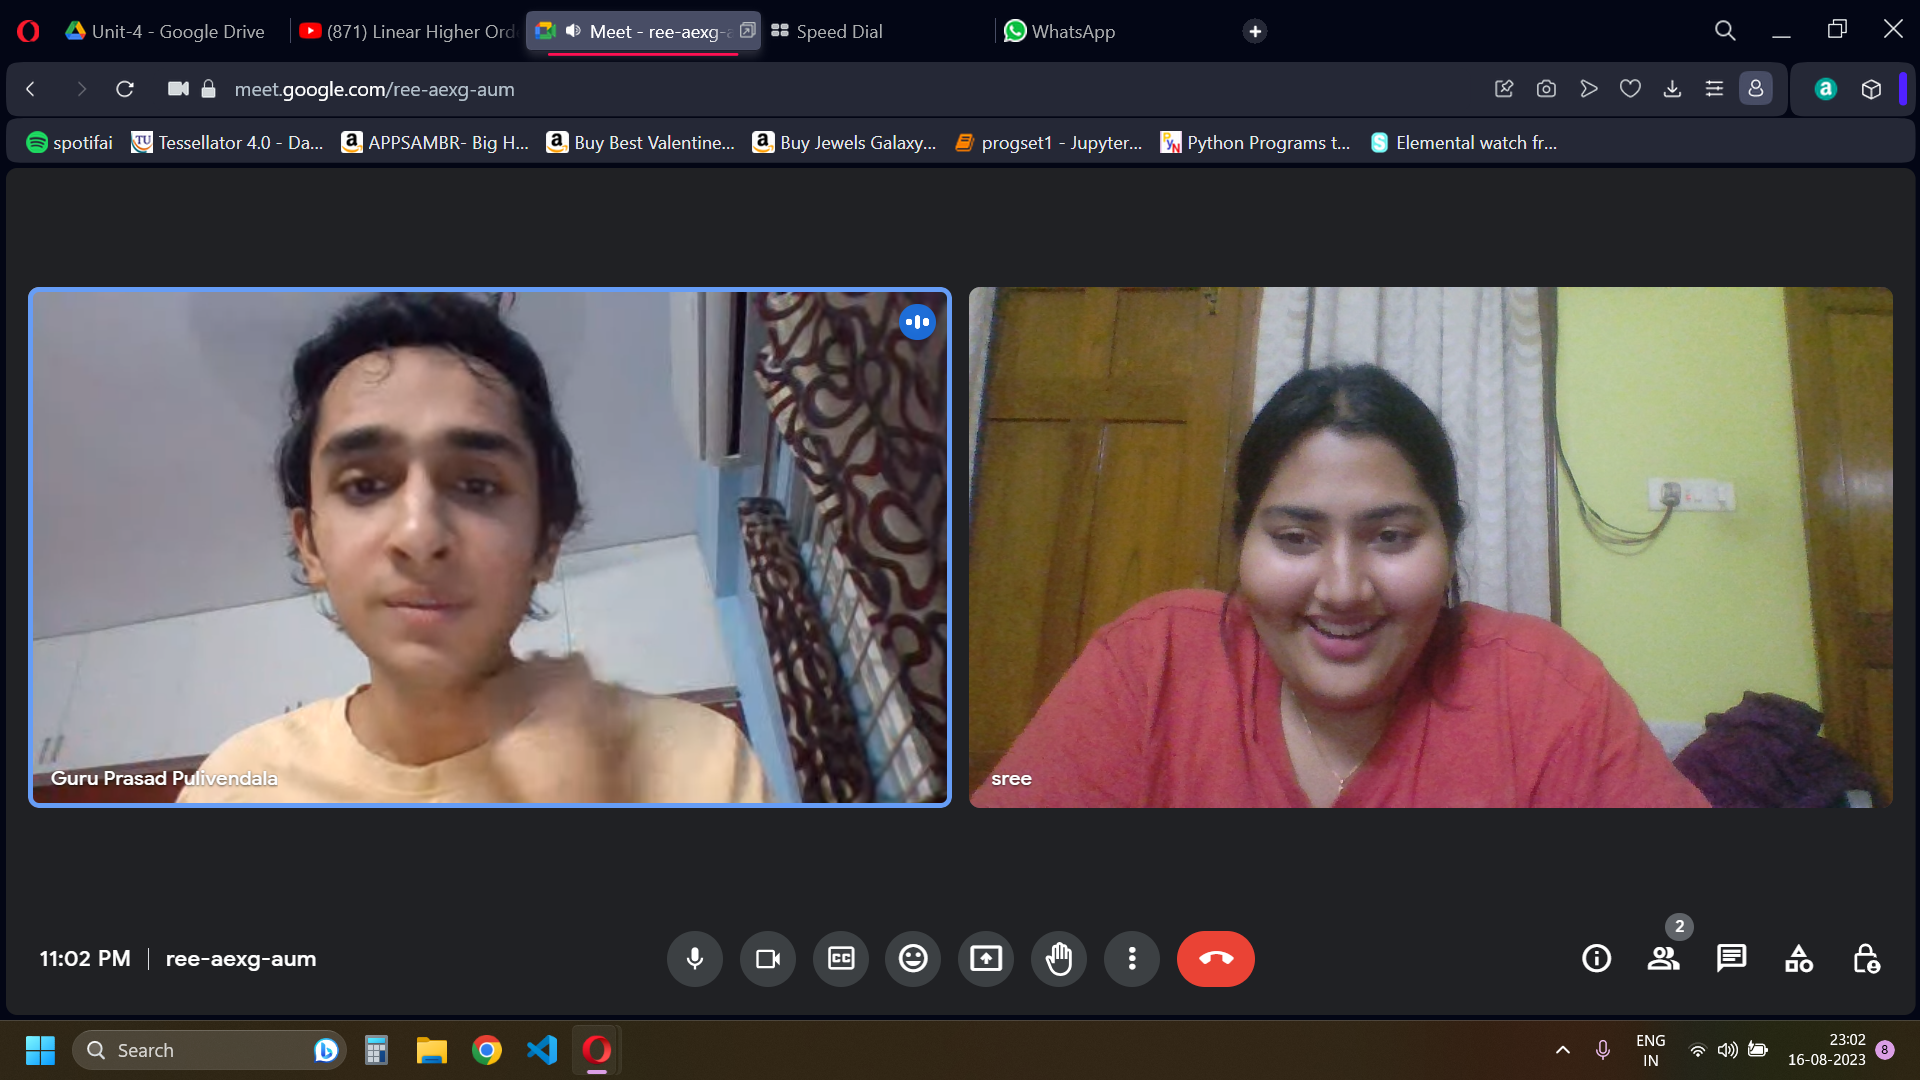 Unit-4 - Google Drive
(871) Linear Higher Ord
Meet - ree-aexg-a
Speed Dial
WhatsApp
meet.google.com/ree-aexg-aum
spotifai
Tessellator 4.0 - Da...
APPSAMBR- Big H...
Buy Best Valentine...
Buy Jewels Galaxy...
progset1 - Jupyter...
Python Programs t...
Elemental watch fr...
Guru Prasad Pulivendala
sree
11:02 PM
ree-aexg-aum
2
Search
ENG
IN
23:02
16-08-2023
8